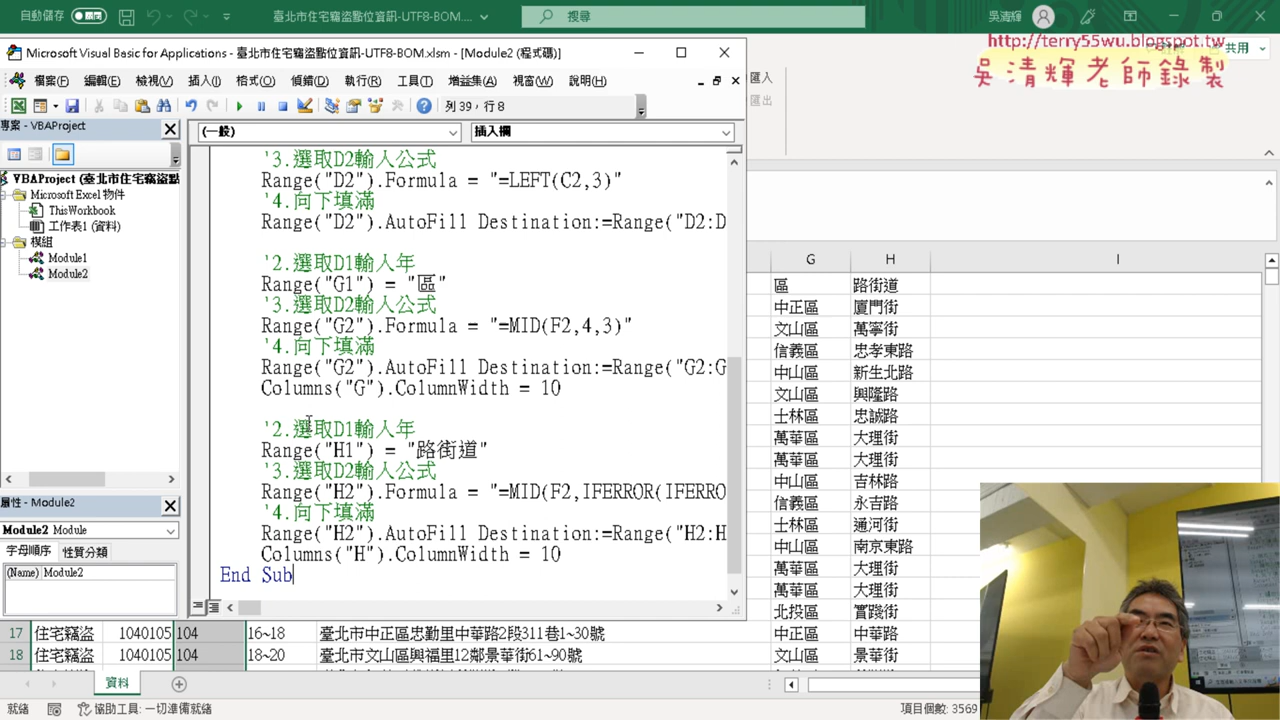 自動儲存
臺北市住宅竊盜點位資訊-UTF8-BOM....
搜尋
吳清輝
http://terry55wu.blogspot.tw
吳清輝老師錄製
共用
匯入
匯出
Microsoft Visual Basic for Applications - 臺北市住宅竊盜點位資訊-UTF8-BOM.xlsm - [Module2 (程式碼)]
檔案(F) 編輯(E) 檢視(V) 插入(I) 格式(O) 偵錯(D) 執行(R) 工具(T) 增益集(A) 視窗(W) 說明(H)
列 39，行 8
專案 - VBAProject
(一般)
插入欄
VBAProject (臺北市住宅竊盜點
Microsoft Excel 物件
ThisWorkbook
工作表1 (資料)
模組
Module1
Module2
屬性 - Module2
Module2 Module
字母順序 性質分類
(Name) Module2
'3.選取D2輸入公式
Range("D2").Formula = "=LEFT(C2,3)"
'4.向下填滿
Range("D2").AutoFill Destination:=Range("D2:D
'2.選取D1輸入年
Range("G1") = "區"
'3.選取D2輸入公式
Range("G2").Formula = "=MID(F2,4,3)"
'4.向下填滿
Range("G2").AutoFill Destination:=Range("G2:G
Columns("G").ColumnWidth = 10
'2.選取D1輸入年
Range("H1") = "路街道"
'3.選取D2輸入公式
Range("H2").Formula = "=MID(F2,IFERROR(IFERRO
'4.向下填滿
Range("H2").AutoFill Destination:=Range("H2:H
Columns("H").ColumnWidth = 10
End Sub
G H I
區 路街道
中正區 廈門街
文山區 萬寧街
信義區 忠孝東路
中山區 新生北路
文山區 興隆路
士林區 忠誠路
萬華區 大理街
萬華區 大理街
中山區 吉林路
信義區 永吉路
士林區 通河街
中山區 南京東路
萬華區 大理街
萬華區 大理街
北投區 實踐街
17 住宅竊盜 1040105 104 16~18 臺北市中正區忠勤里中華路2段311巷1~30號 中正區 中華路
18 住宅竊盜 1040105 104 18~20 臺北市文山區興福里12鄰景華街61~90號 文山區 景華街
資料
就緒
協助工具: 一切準備就緒
項目個數: 3569